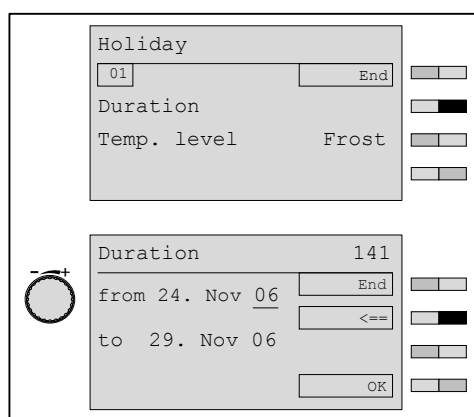 Holiday
01 End
Duration
Temp. level Frost
Duration 141
- +
End
from 24. Nov 06
<==
to 29. Nov 06
OK